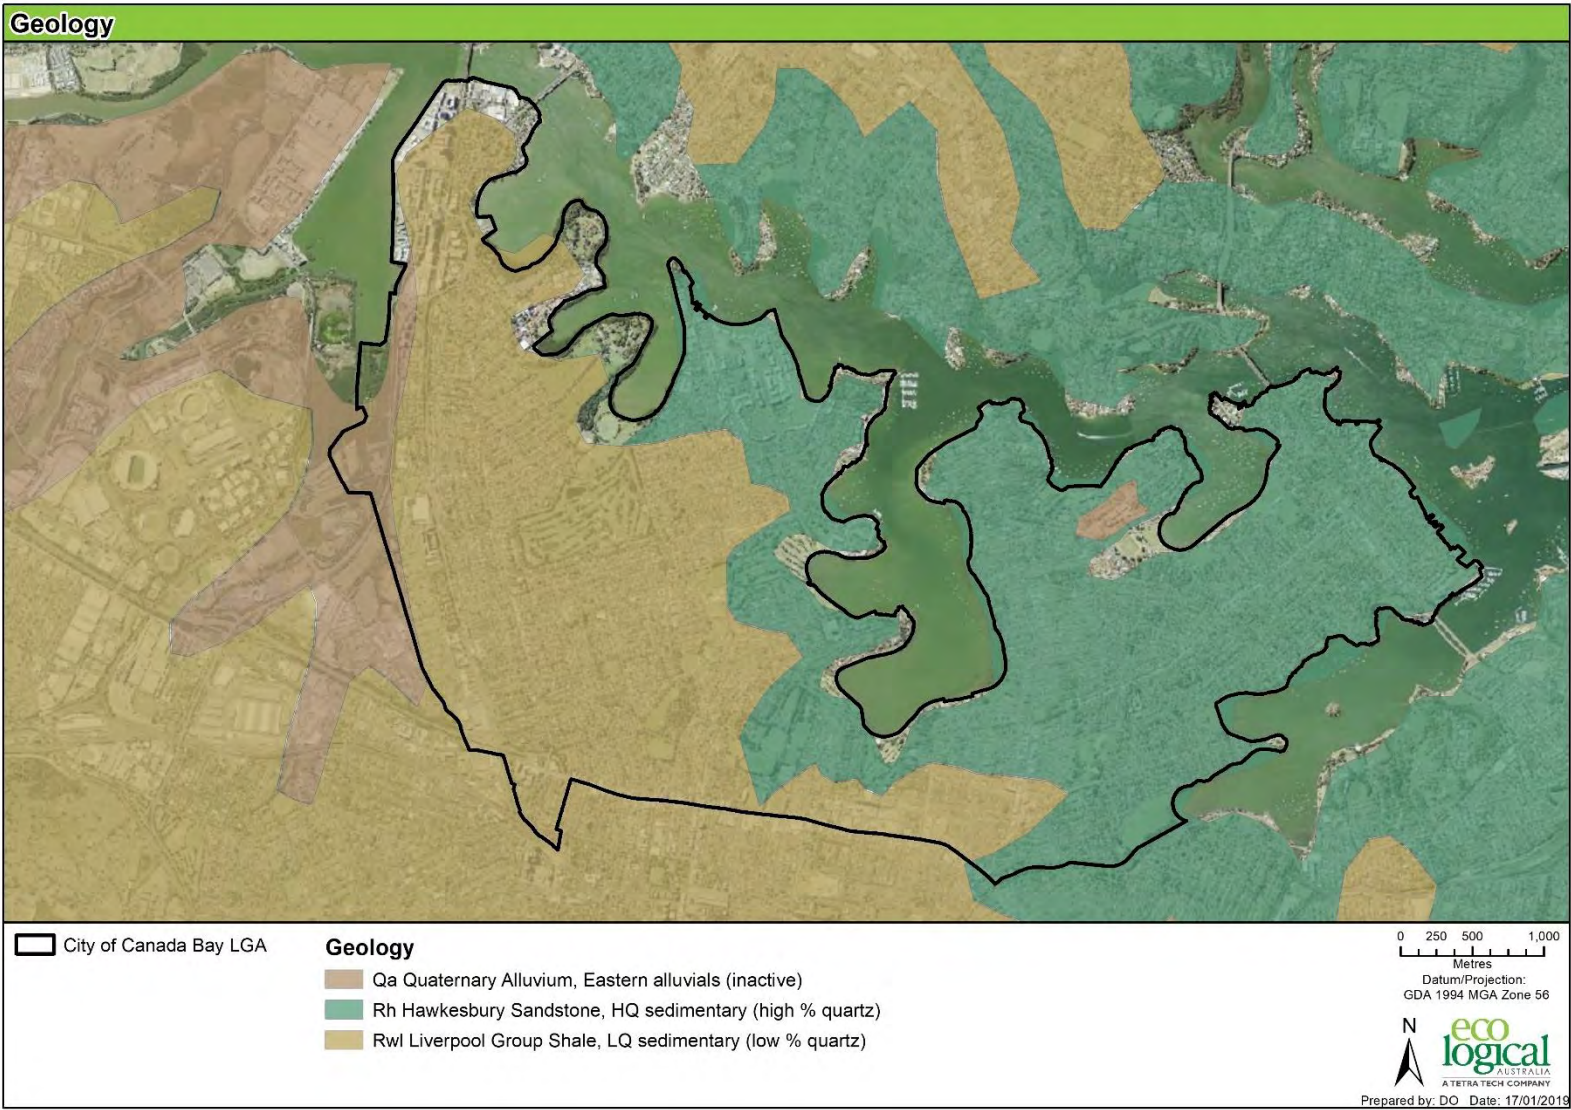 Geology
City of Canada Bay LGA
Geology
Qa Quaternary Alluvium, Eastern alluvials (inactive)
Rh Hawkesbury Sandstone, HQ sedimentary (high % quartz)
Rwl Liverpool Group Shale, LQ sedimentary (low % quartz)
0 250 500 1,000
Metres
Datum/Projection:
GDA 1994 MGA Zone 56
N
eco
logical
AUSTRALIA
A TETRA TECH COMPANY
Prepared by: DO Date: 17/01/2019